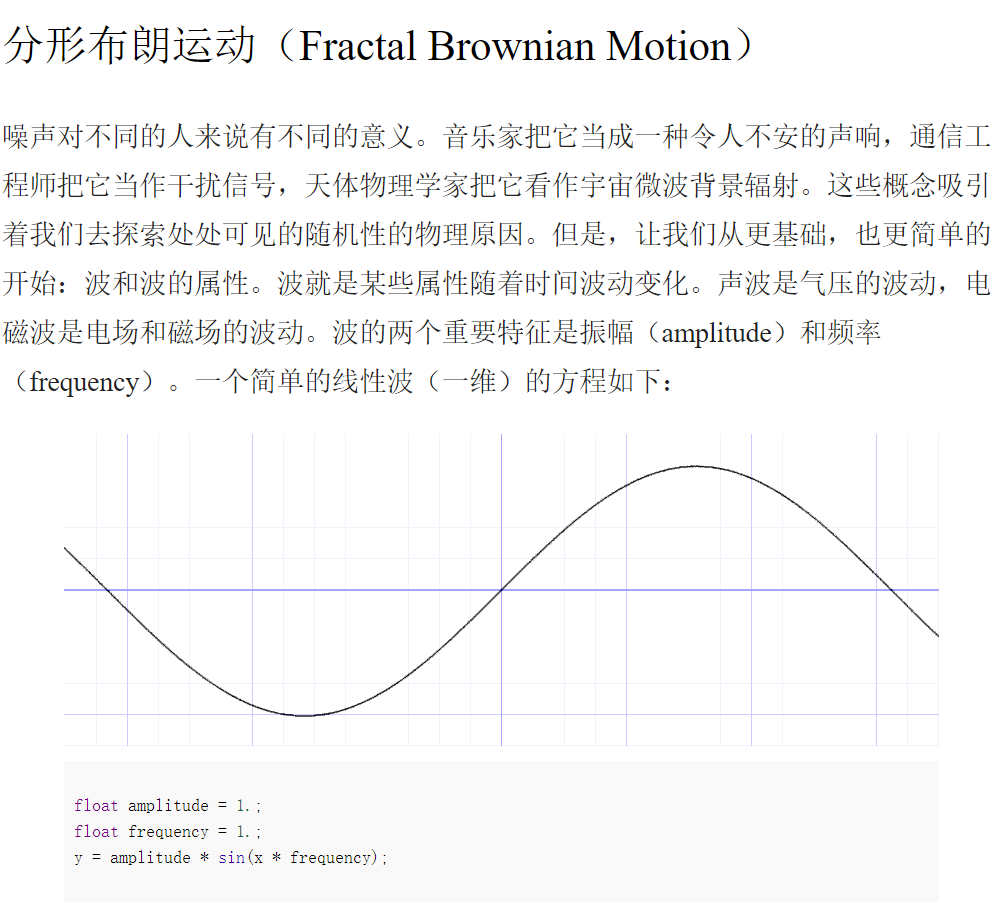 分形布朗运动（Fractal Brownian Motion）
噪声对不同的人来说有不同的意义。音乐家把它当成一种令人不安的声响，通信工
程师把它当作干扰信号，天体物理学家把它看作宇宙微波背景辐射。这些概念吸引
着我们去探索处处可见的随机性的物理原因。但是，让我们从更基础，也更简单的
开始：波和波的属性。波就是某些属性随着时间波动变化。声波是气压的波动，电
磁波是电场和磁场的波动。波的两个重要特征是振幅（amplitude）和频率
（frequency）。一个简单的线性波（一维）的方程如下：
float amplitude = 1.;
float frequency = 1.;
y = amplitude * sin(x * frequency);